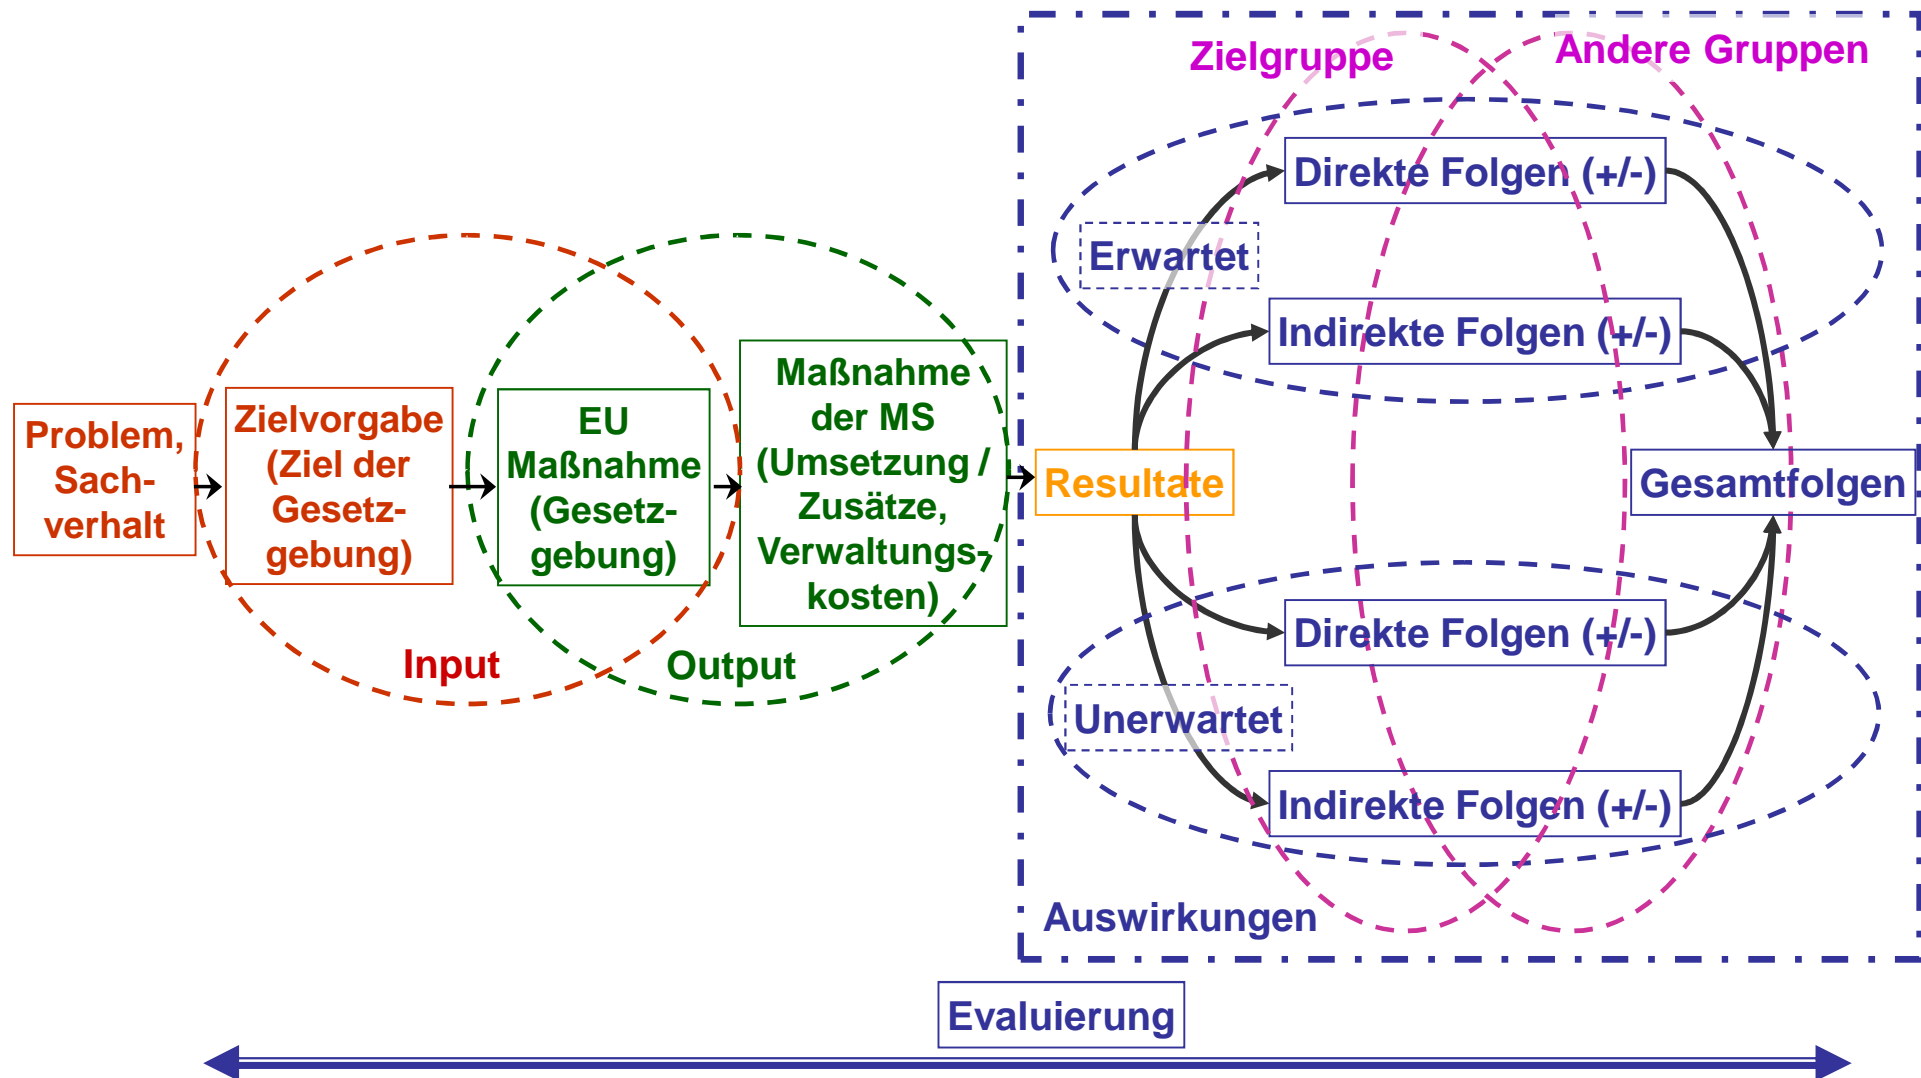 Problem,
Sach-
verhalt
Zielvorgabe
(Ziel der
Gesetz-
gebung)
EU
Maßnahme
(Gesetz-
gebung)
Maßnahme
der MS
(Umsetzung /
Zusätze,
Verwaltungs-
kosten)
Input
Output
Zielgruppe
Andere Gruppen
Direkte Folgen (+/-)
Erwartet
Indirekte Folgen (+/-)
Resultate
Gesamtfolgen
Direkte Folgen (+/-)
Unerwartet
Indirekte Folgen (+/-)
Auswirkungen
Evaluierung